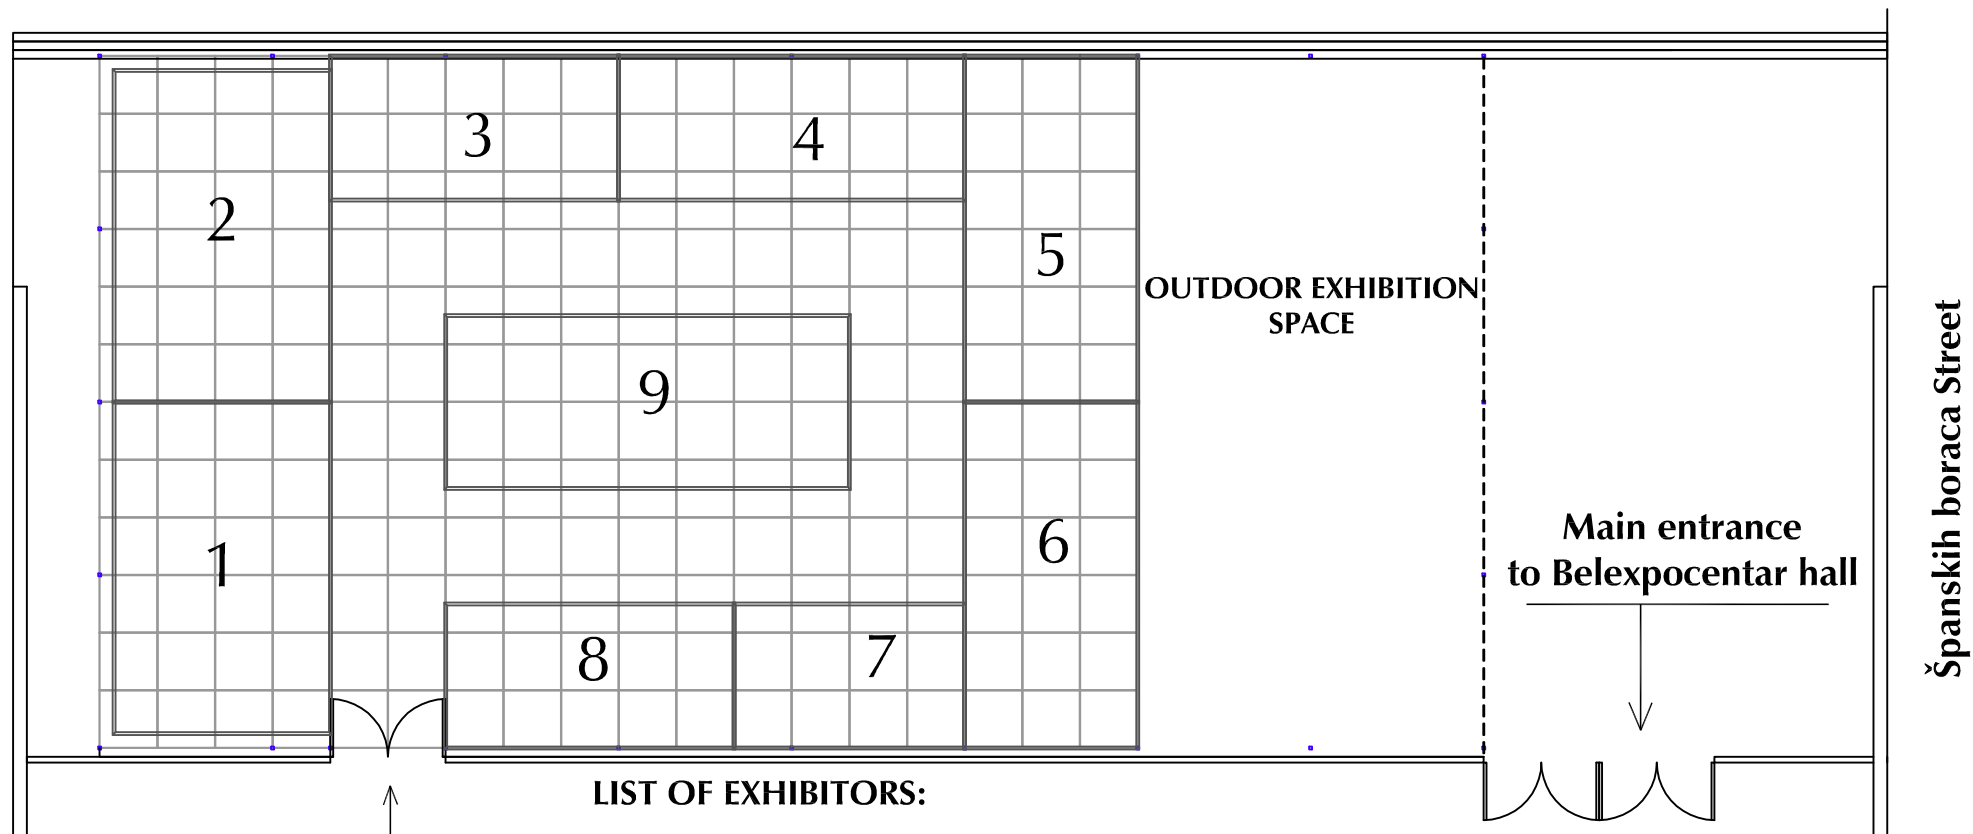 3
4
2
5
OUTDOOR EXHIBITION
SPACE
9
1
6
Main entrance
to Belexpocentar hall
8
7
Španskih boraca Street
LIST OF EXHIBITORS: